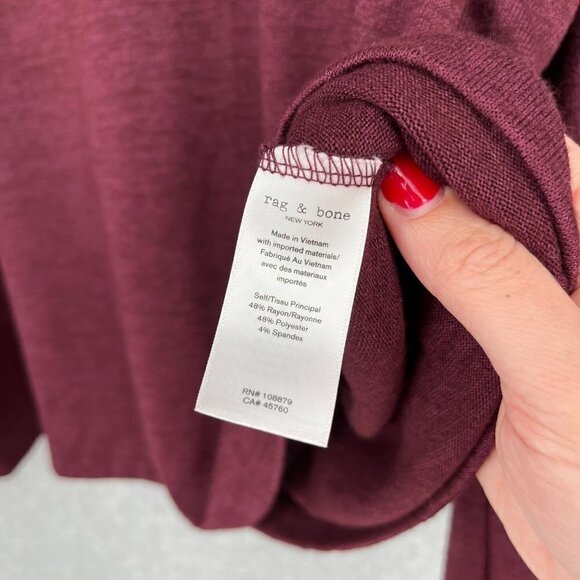 rag & bone
NEW YORK
Made in Vietnam
with imported materials/
Fabriqué Au Vietnam
avec des materiaux
importés
Self/Tissu Principal
48% Rayon/Rayonne
48% Polyester
4% Spandex
RN# 108879
CA# 45760